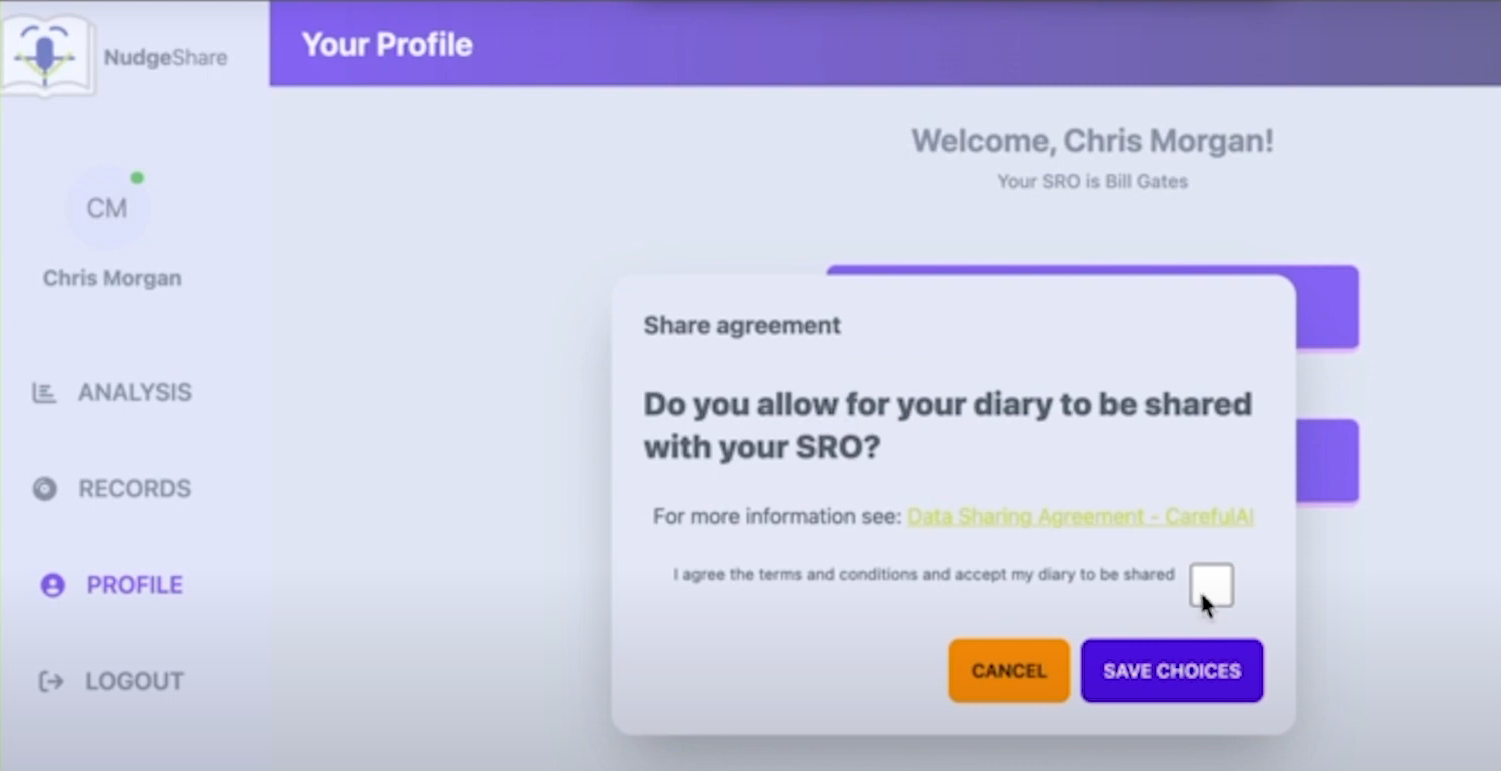 NudgeShare
Your Profile
Welcome, Chris Morgan!
Your SRO is Bill Gates
CM
Chris Morgan
ANALYSIS
RECORDS
PROFILE
LOGOUT
Share agreement
Do you allow for your diary to be shared
with your SRO?
For more information see: Data Sharing Agreement - CarefulAI
I agree the terms and conditions and accept my diary to be shared
CANCEL
SAVE CHOICES